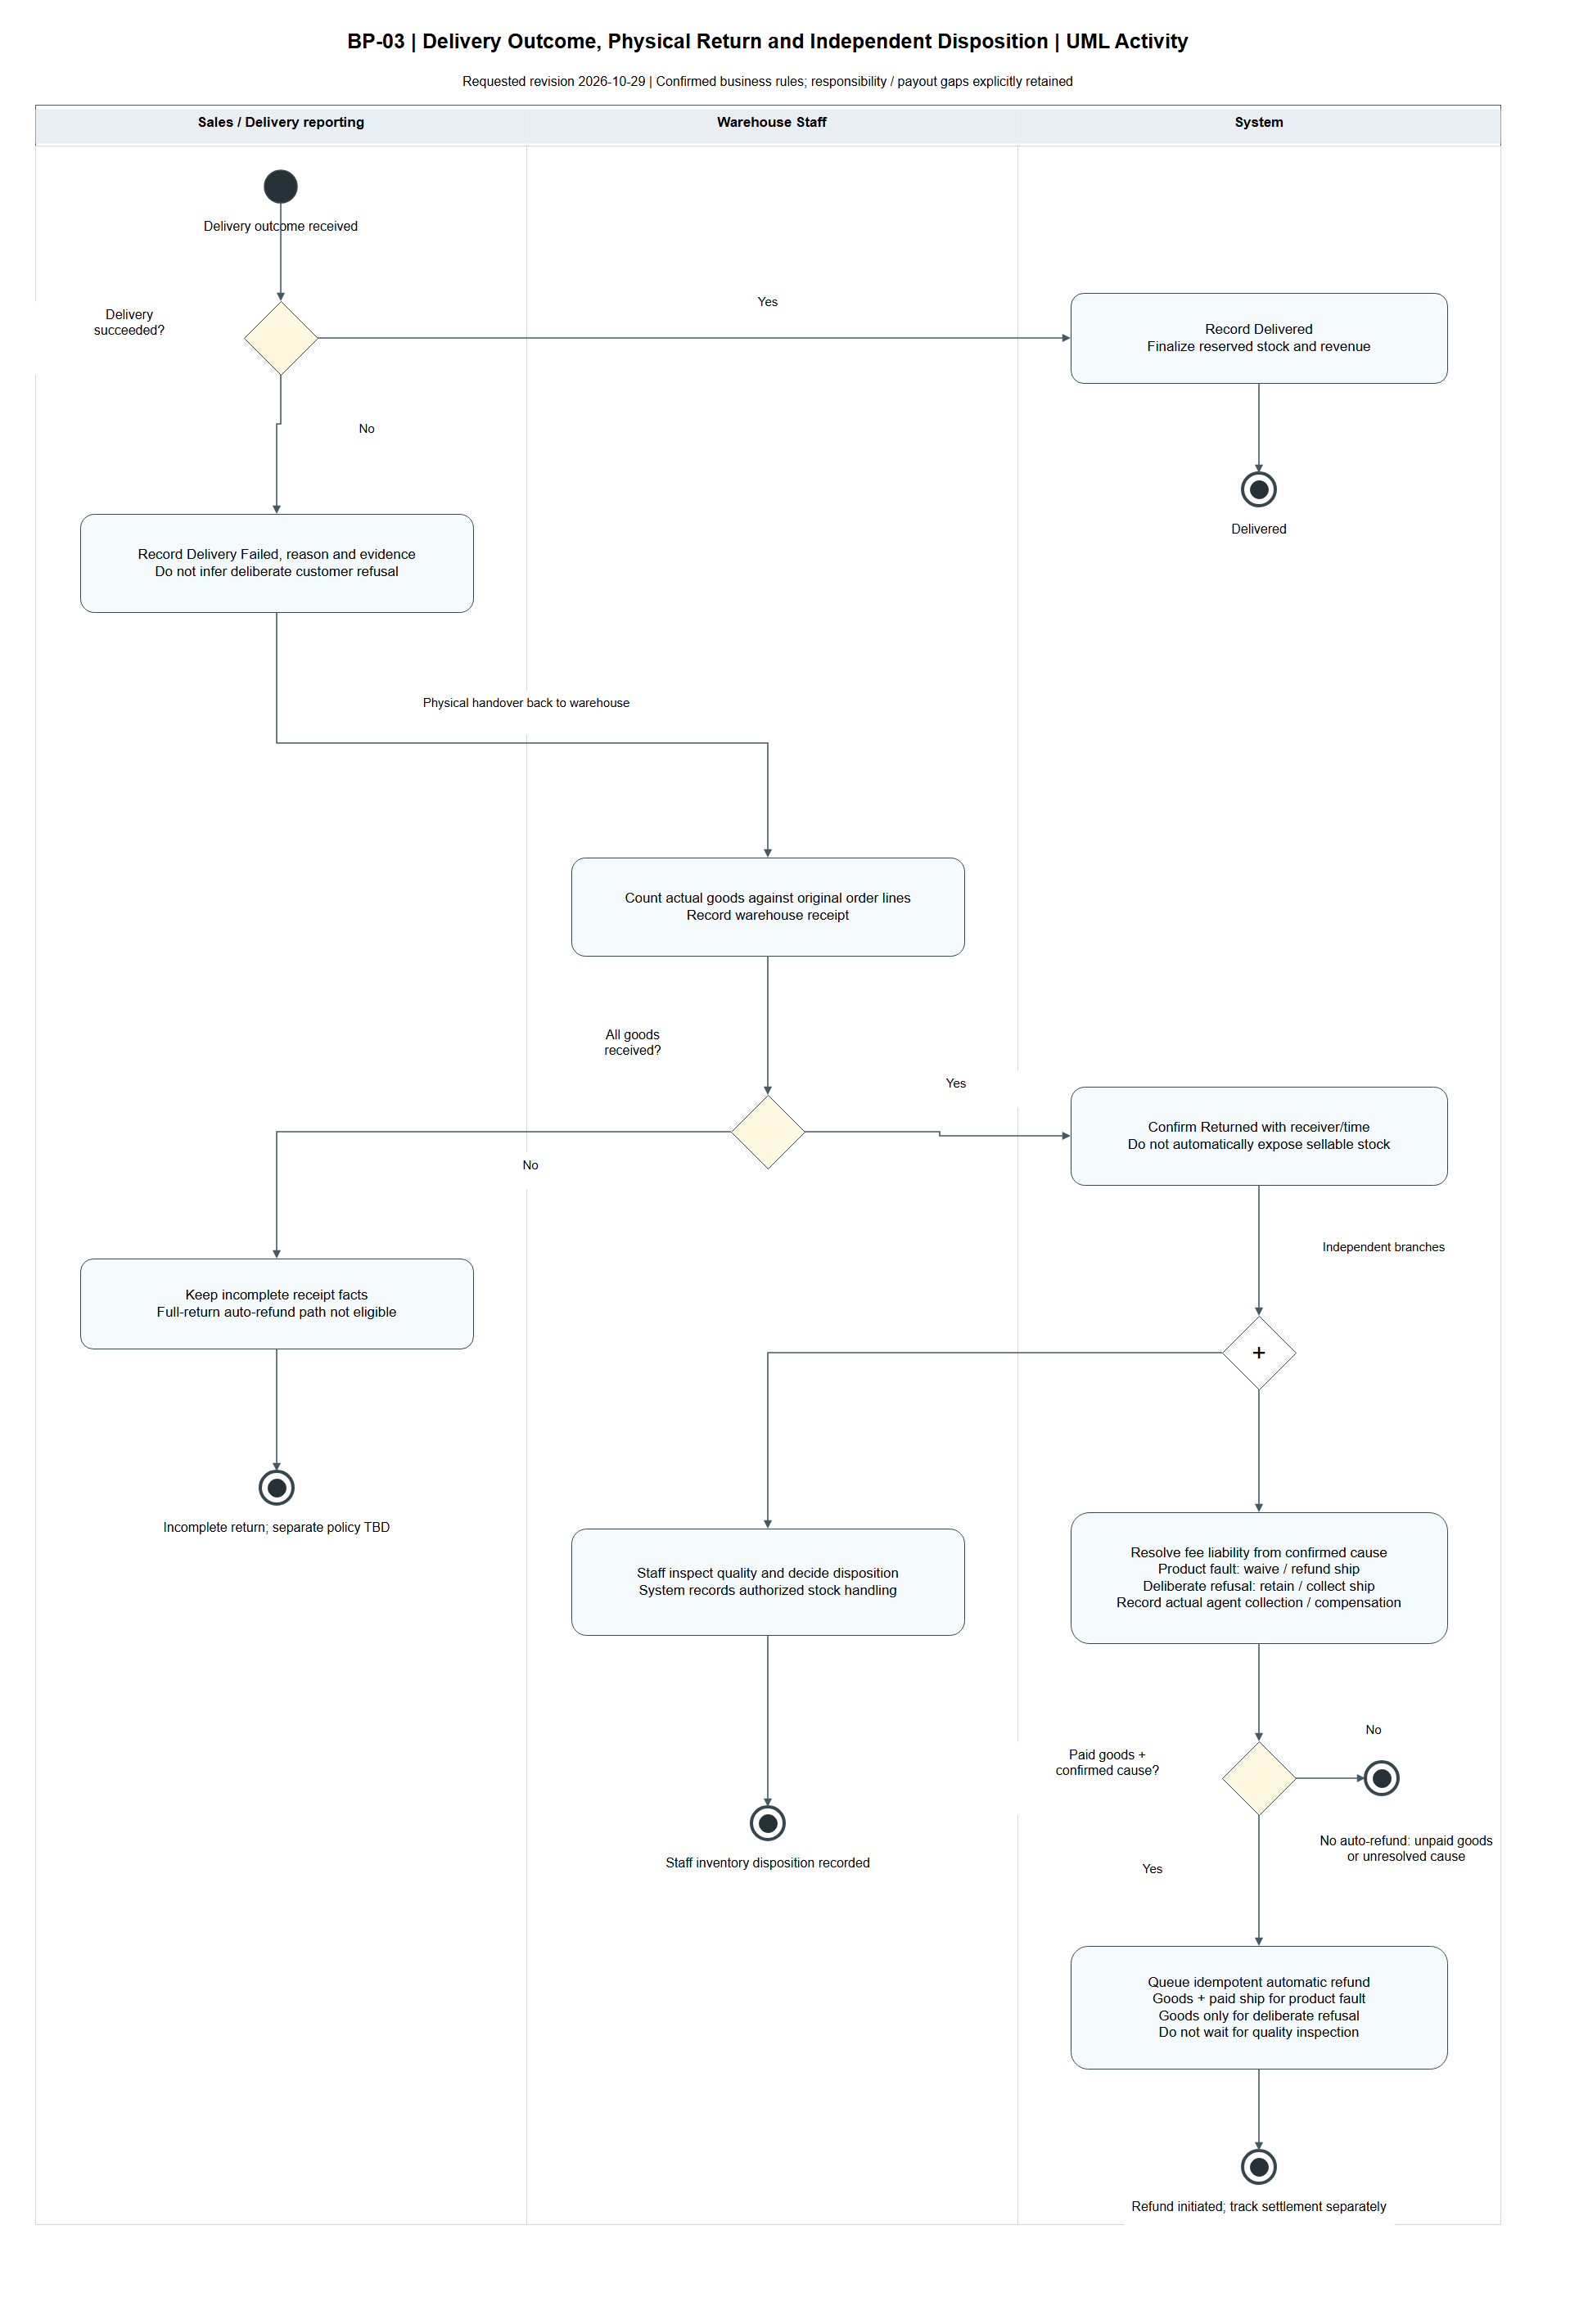 BP-03 | Delivery Outcome, Physical Return and Independent Disposition | UML Activity
Requested revision 2026-10-29 | Confirmed business rules; responsibility / payout gaps explicitly retained
Sales / Delivery reporting
Warehouse Staff
System
Delivery outcome received
Delivery
succeeded?
Yes
Record Delivered
Finalize reserved stock and revenue
No
Delivered
Record Delivery Failed, reason and evidence
Do not infer deliberate customer refusal
Physical handover back to warehouse
Count actual goods against original order lines
Record warehouse receipt
All goods
received?
Yes
Confirm Returned with receiver/time
Do not automatically expose sellable stock
No
Independent branches
Keep incomplete receipt facts
Full-return auto-refund path not eligible
+
Incomplete return; separate policy TBD
Staff inspect quality and decide disposition
System records authorized stock handling
Resolve fee liability from confirmed cause
Product fault: waive / refund ship
Deliberate refusal: retain / collect ship
Record actual agent collection / compensation
No
Paid goods +
confirmed cause?
No auto-refund: unpaid goods
or unresolved cause
Staff inventory disposition recorded
Yes
Queue idempotent automatic refund
Goods + paid ship for product fault
Goods only for deliberate refusal
Do not wait for quality inspection
Refund initiated; track settlement separately